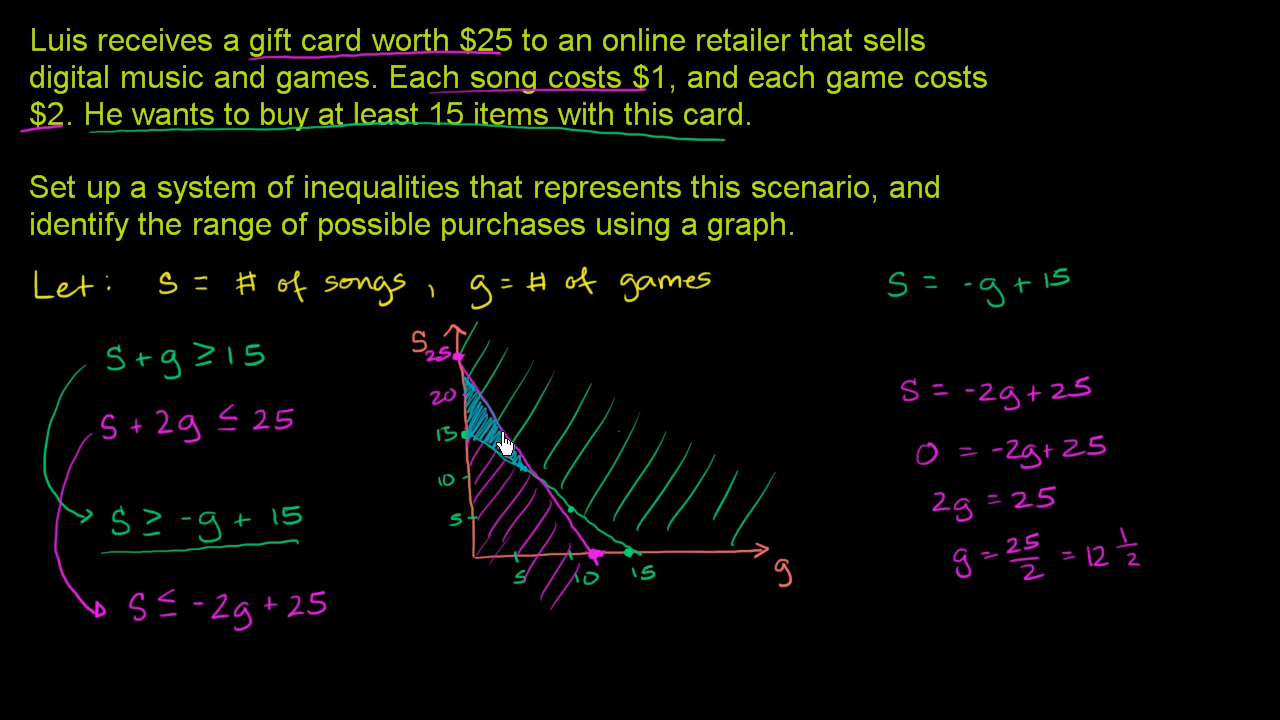 Luis receives a gift card worth $25 to an online retailer that sells
digital music and games. Each song costs $1, and each game costs
$2. He wants to buy at least 15 items with this card.
Set up a system of inequalities that represents this scenario, and
identify the range of possible purchases using a graph.
Let: s = # of songs, g = # of games
s + g ≥ 15
s + 2g ≤ 25
s ≥ -g + 15
s ≤ -2g + 25
s
25
20
15
10
5
5 10 15
g
s = -g + 15
s = -2g + 25
0 = -2g + 25
2g = 25
g = 25/2 = 12 1/2